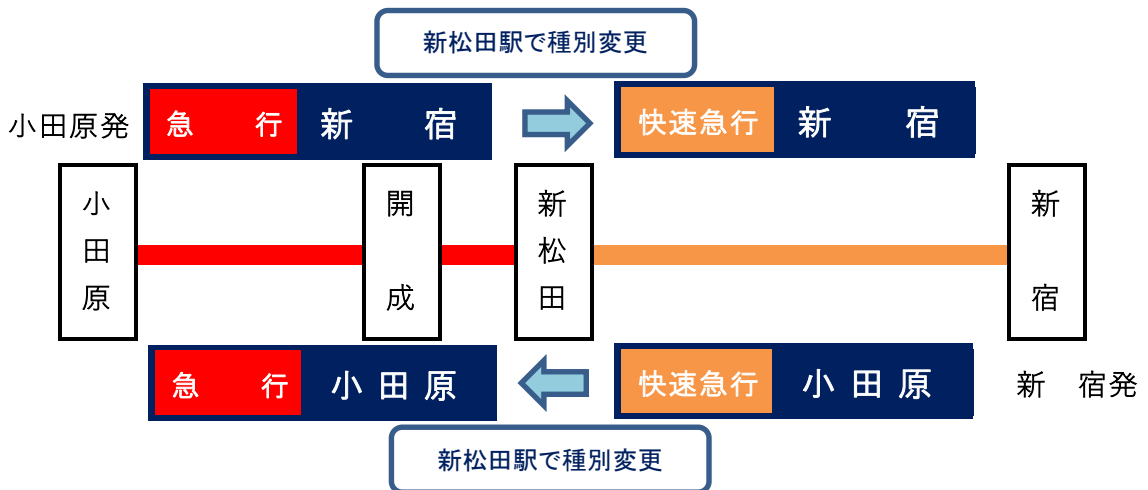 新松田駅で種別変更
小田原発
急行 新宿
快速急行 新宿
小田原
開成
新松田
新宿
急行 小田原
快速急行 小田原
新 宿発
新松田駅で種別変更